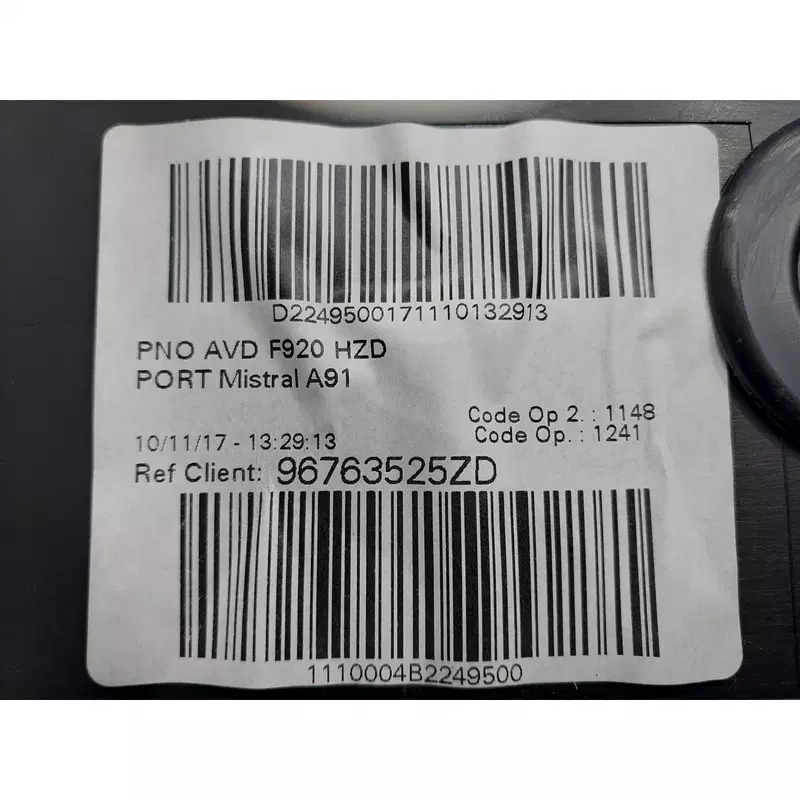 D2249500171110132913
PNO AVD F920 HZD
PORT Mistral A91
Code Op 2. : 1148
10/11/17 - 13:29:13 Code Op. : 1241
Ref Client: 96763525ZD
1110004B2249500